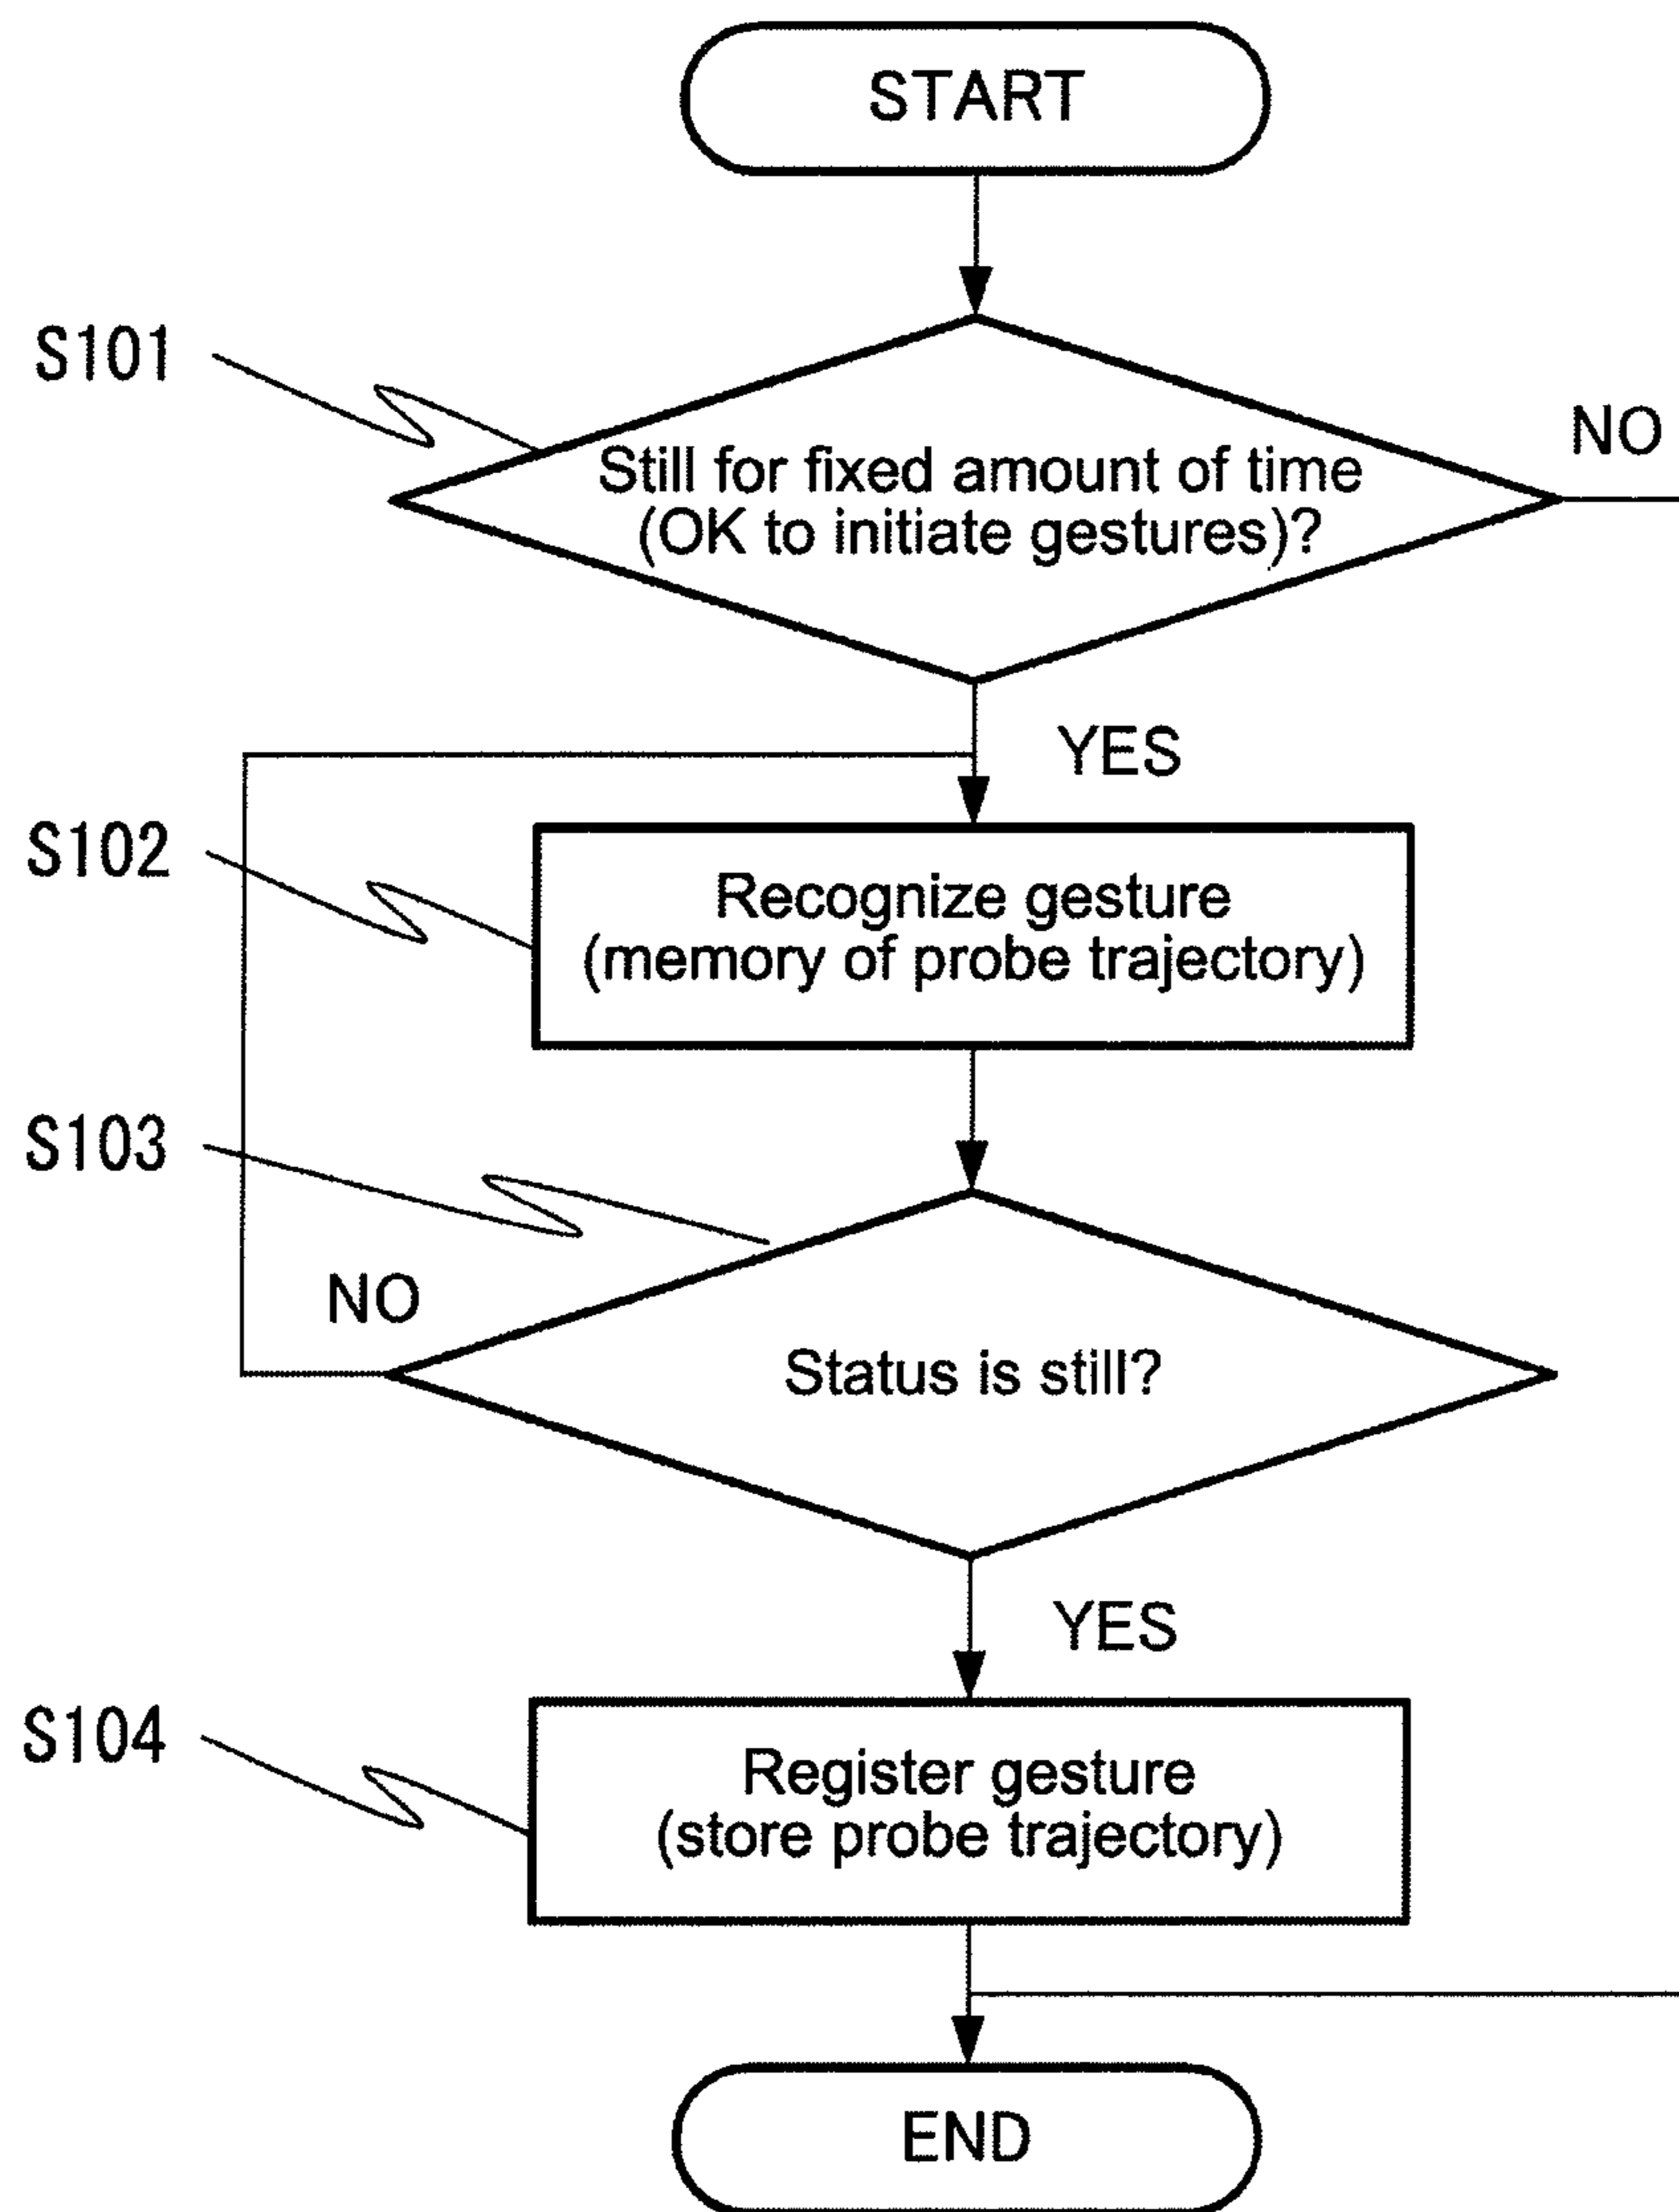 START
S101
Still for fixed amount of time
(OK to initiate gestures)?
NO
YES
S102
Recognize gesture
(memory of probe trajectory)
S103
NO
Status is still?
YES
S104
Register gesture
(store probe trajectory)
END